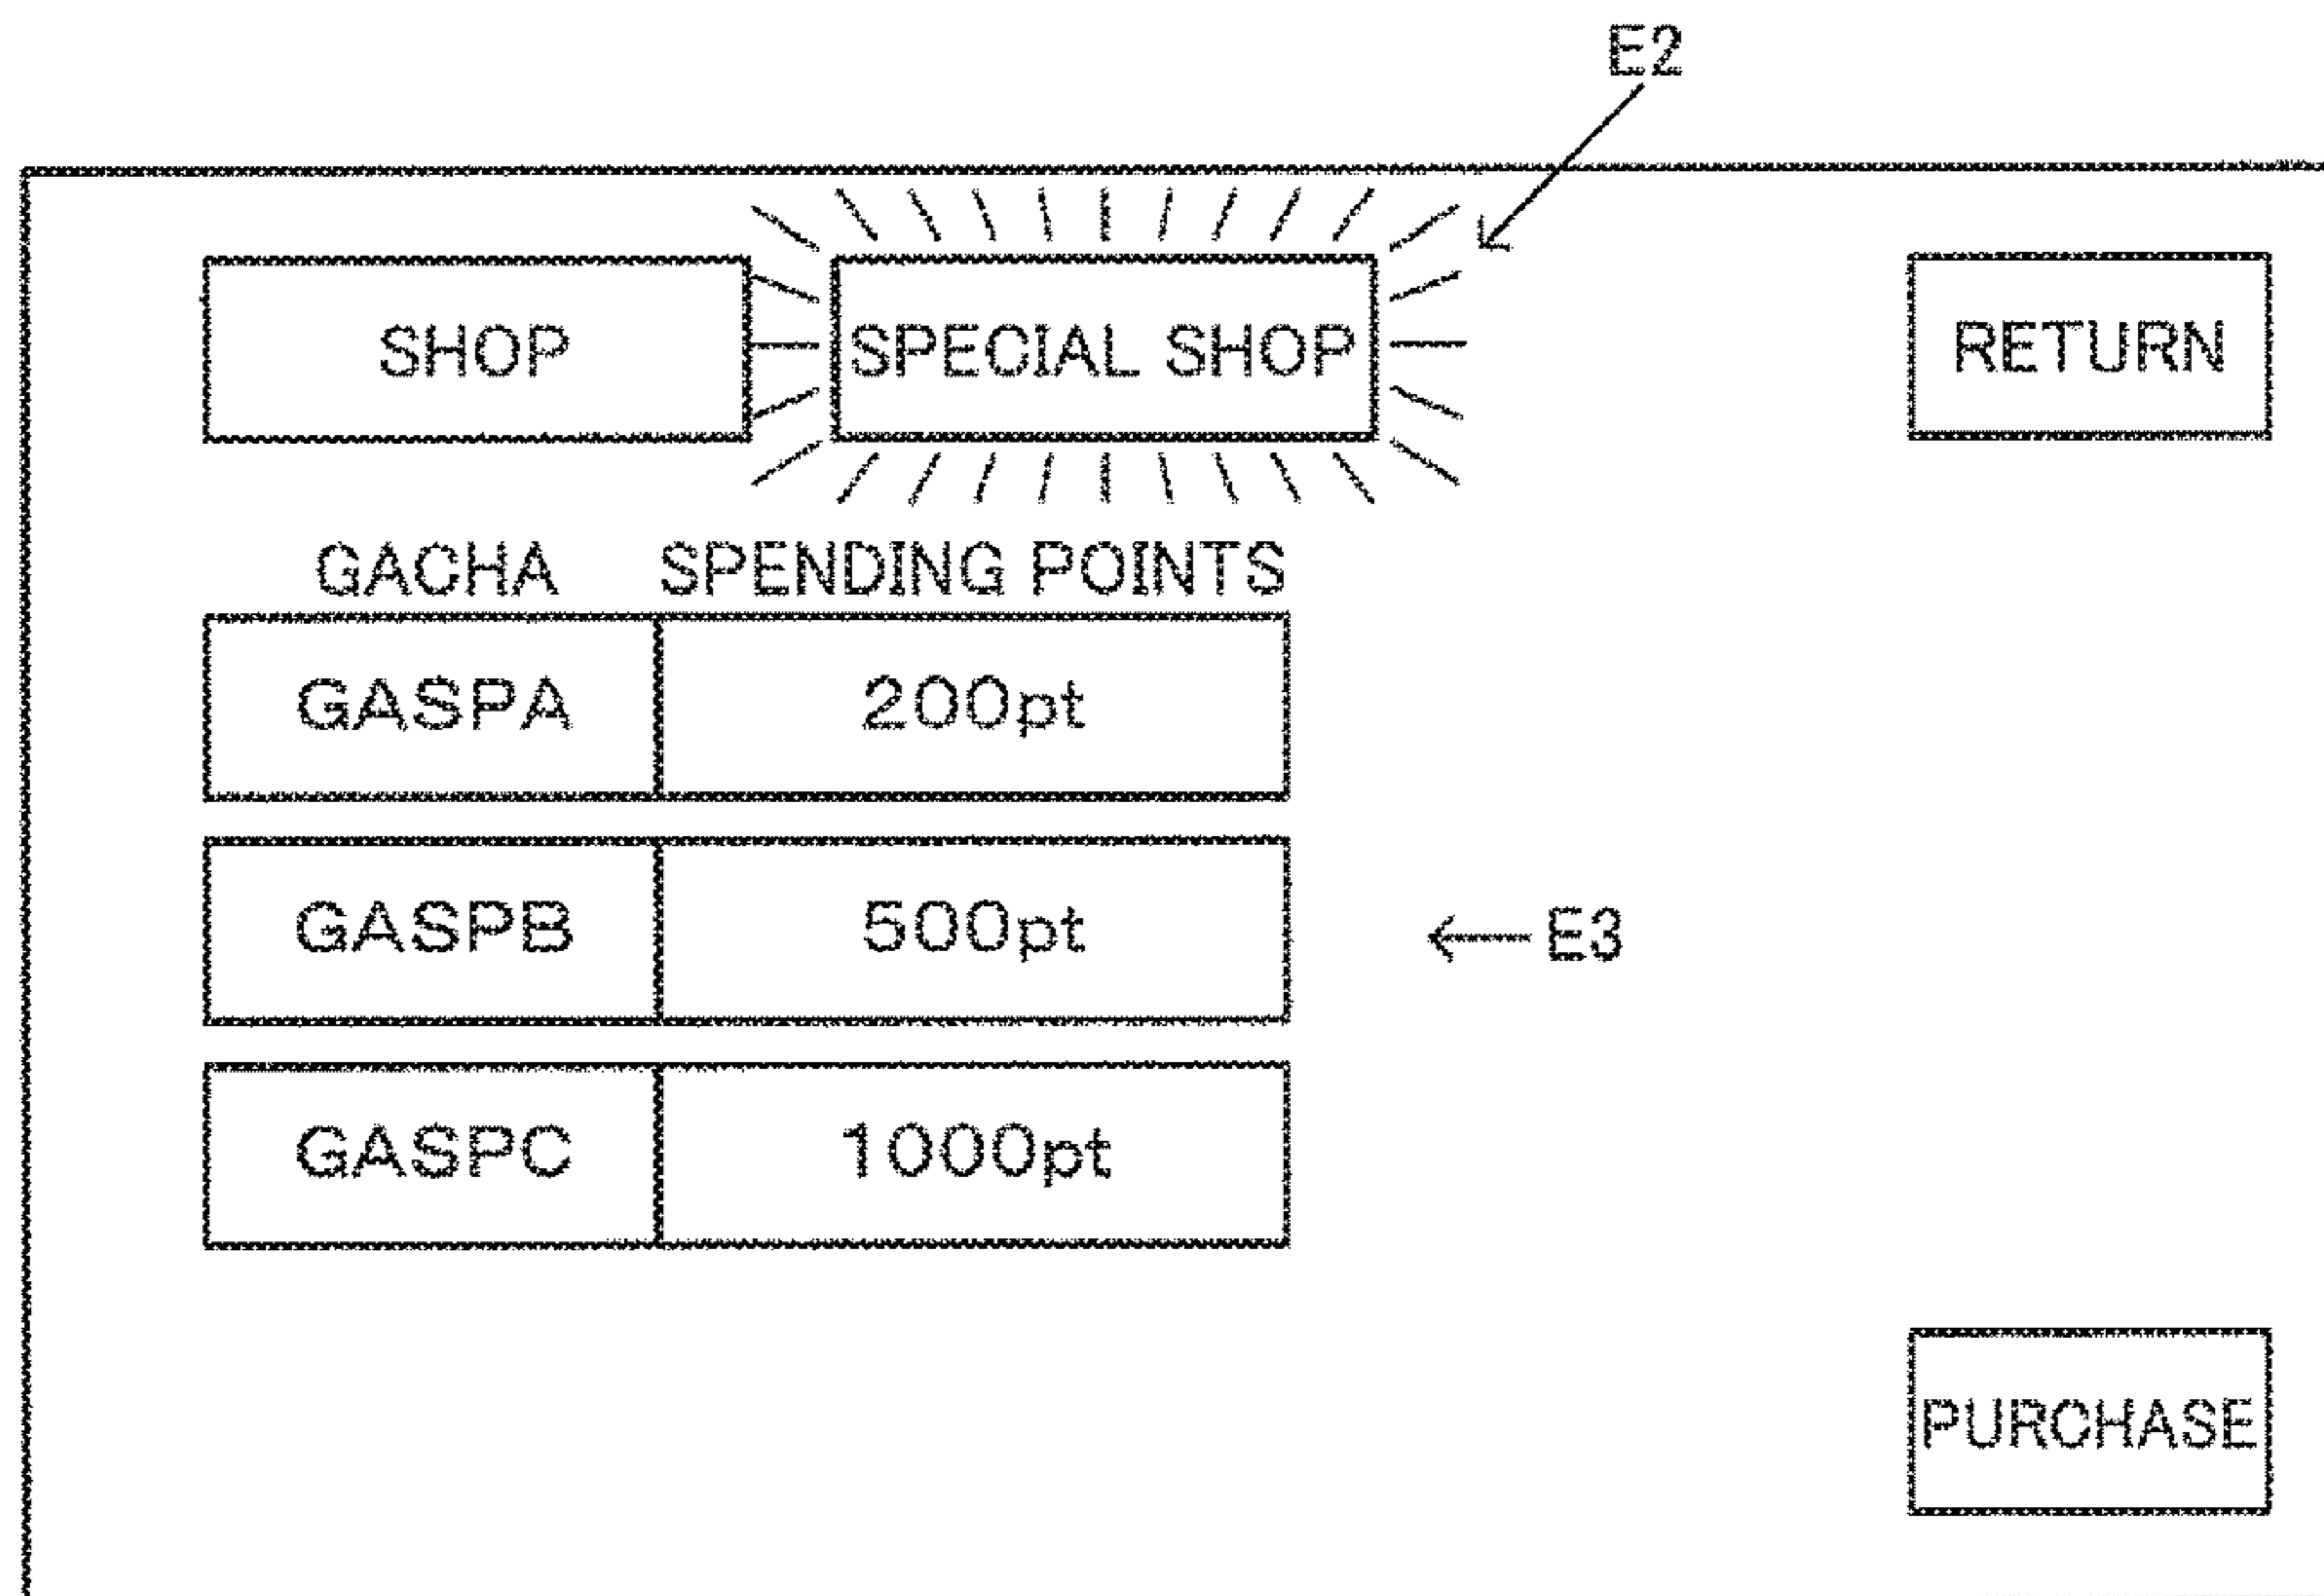 E2
SHOP
SPECIAL SHOP
RETURN
GACHA SPENDING POINTS
GASPA 200pt
GASPB 500pt
E3
GASPC 1000pt
PURCHASE